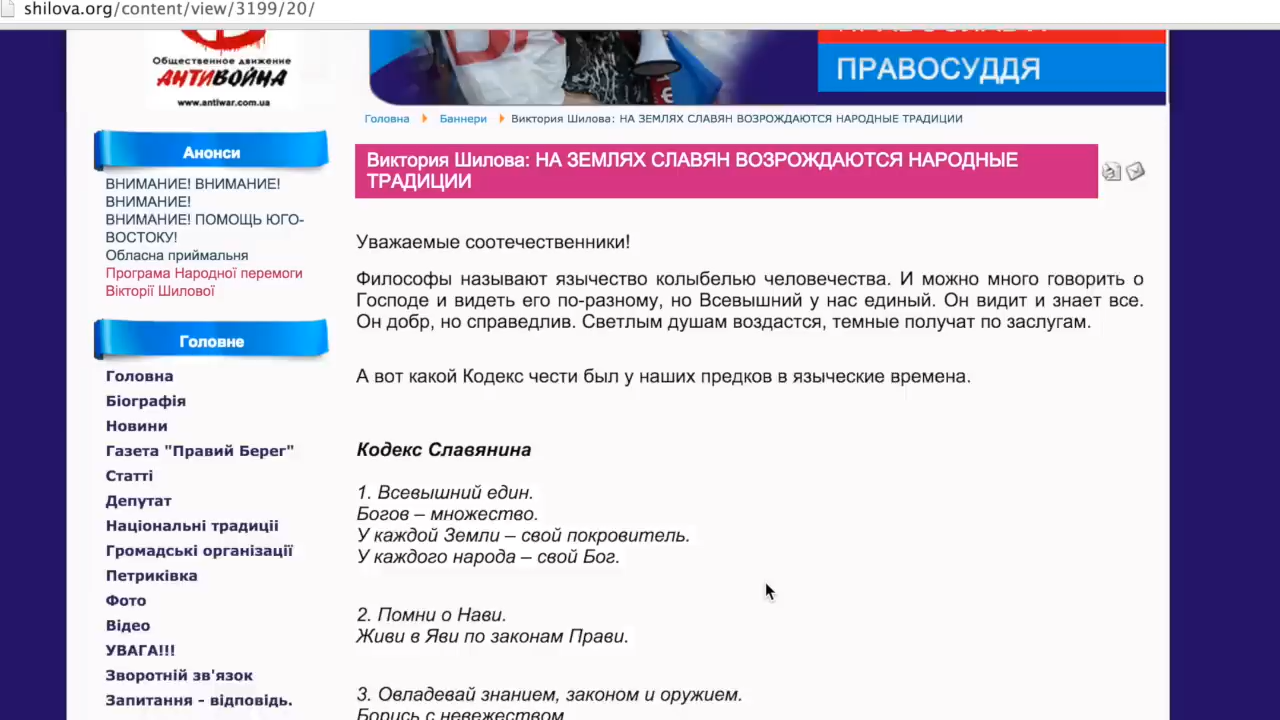 shilova.org/content/view/3199/20/
Общественное движение
АНТИВОЙНА
www.antiwar.com.ua
ПРАВОСУДДЯ
Головна Баннери Виктория Шилова: НА ЗЕМЛЯХ СЛАВЯН ВОЗРОЖДАЮТСЯ НАРОДНЫЕ ТРАДИЦИИ
Анонси
ВНИМАНИЕ! ВНИМАНИЕ!
ВНИМАНИЕ!
ВНИМАНИЕ! ПОМОЩЬ ЮГО-
ВОСТОКУ!
Обласна приймальня
Програма Народної перемоги
Вікторії Шилової
Головне
Головна
Біографія
Новини
Газета "Правий Берег"
Статті
Депутат
Національні традиції
Громадські організації
Петриківка
Фото
Відео
УВАГА!!!
Зворотній зв'язок
Запитання - відповідь.
Виктория Шилова: НА ЗЕМЛЯХ СЛАВЯН ВОЗРОЖДАЮТСЯ НАРОДНЫЕ
ТРАДИЦИИ
Уважаемые соотечественники!
Философы называют язычество колыбелью человечества. И можно много говорить о
Господе и видеть его по-разному, но Всевышний у нас единый. Он видит и знает все.
Он добр, но справедлив. Светлым душам воздастся, темные получат по заслугам.
А вот какой Кодекс чести был у наших предков в языческие времена.
Кодекс Славянина
1. Всевышний един.
Богов – множество.
У каждой Земли – свой покровитель.
У каждого народа – свой Бог.
2. Помни о Нави.
Живи в Яви по законам Прави.
3. Овладевай знанием, законом и оружием.
Борись с невежеством